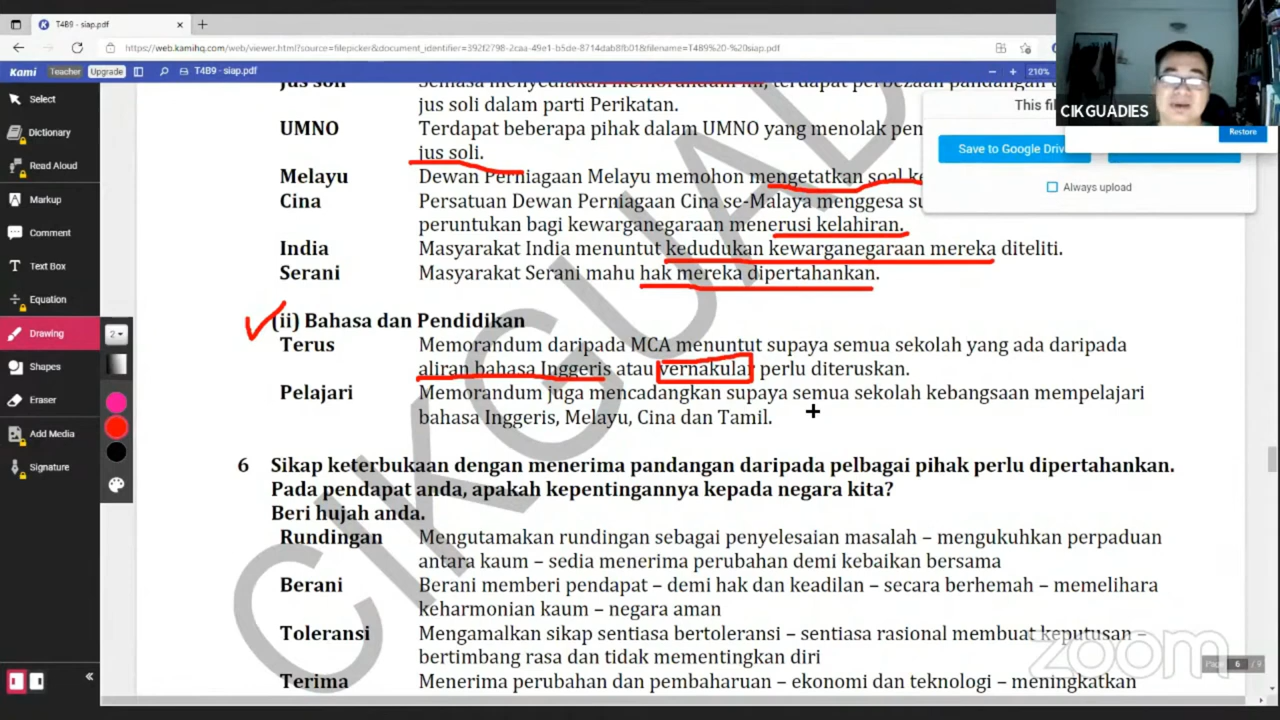 T4B9 - siap.pdf
https://web.kamihq.com/web/viewer.html?source=filepicker&document_identifier=392f2798-2caa-49e1-b5de-8714dab8fb01&filename=T4B9%20-%20siap.pdf
Kami Teacher Upgrade T4B9 - siap.pdf 210%
Select
Dictionary
Read Aloud
Markup
Comment
Text Box
Equation
Drawing
Shapes
Eraser
Add Media
Signature
2
CIKGUADIES
This fil
Restore
Save to Google Driv
Always upload
jus soli dalam parti Perikatan.
UMNO Terdapat beberapa pihak dalam UMNO yang menolak pem
jus soli.
Melayu Dewan Perniagaan Melayu memohon mengetatkan soal ke
Cina Persatuan Dewan Perniagaan Cina se-Malaya menggesa su
peruntukan bagi kewarganegaraan menerusi kelahiran.
India Masyarakat India menuntut kedudukan kewarganegaraan mereka diteliti.
Serani Masyarakat Serani mahu hak mereka dipertahankan.
(ii) Bahasa dan Pendidikan
Terus Memorandum daripada MCA menuntut supaya semua sekolah yang ada daripada
aliran bahasa Inggeris atau vernakular perlu diteruskan.
Pelajari Memorandum juga mencadangkan supaya semua sekolah kebangsaan mempelajari
bahasa Inggeris, Melayu, Cina dan Tamil.
6 Sikap keterbukaan dengan menerima pandangan daripada pelbagai pihak perlu dipertahankan.
Pada pendapat anda, apakah kepentingannya kepada negara kita?
Beri hujah anda.
Rundingan Mengutamakan rundingan sebagai penyelesaian masalah – mengukuhkan perpaduan
antara kaum – sedia menerima perubahan demi kebaikan bersama
Berani Berani memberi pendapat – demi hak dan keadilan – secara berhemah – memelihara
keharmonian kaum – negara aman
Toleransi Mengamalkan sikap sentiasa bertoleransi – sentiasa rasional membuat keputusan –
bertimbang rasa dan tidak mementingkan diri
Terima Menerima perubahan dan pembaharuan – ekonomi dan teknologi – meningkatkan
CIKGUAD
zoom
Page 6 / 9